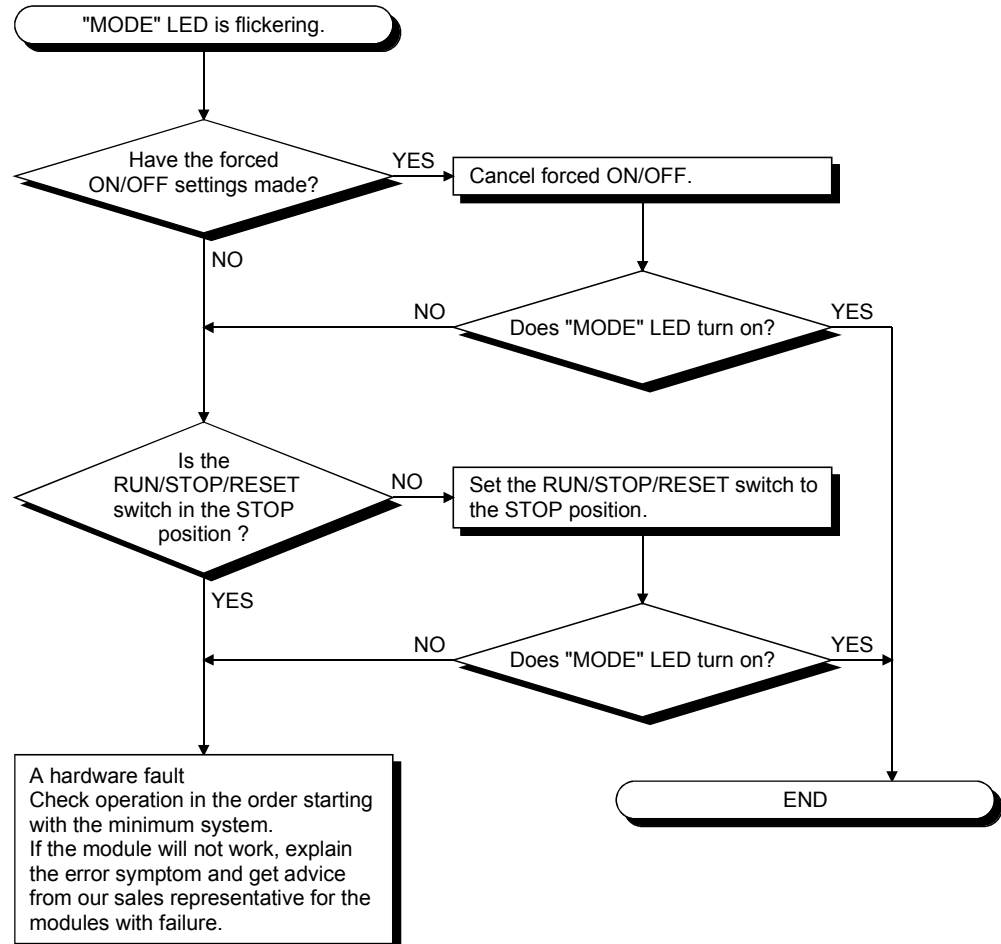 "MODE" LED is flickering.
Have the forced
ON/OFF settings made?
YES
Cancel forced ON/OFF.
NO
NO
Does "MODE" LED turn on?
YES
Is the
RUN/STOP/RESET
switch in the STOP
position ?
NO
Set the RUN/STOP/RESET switch to
the STOP position.
YES
NO
Does "MODE" LED turn on?
YES
A hardware fault
Check operation in the order starting
with the minimum system.
If the module will not work, explain
the error symptom and get advice
from our sales representative for the
modules with failure.
END